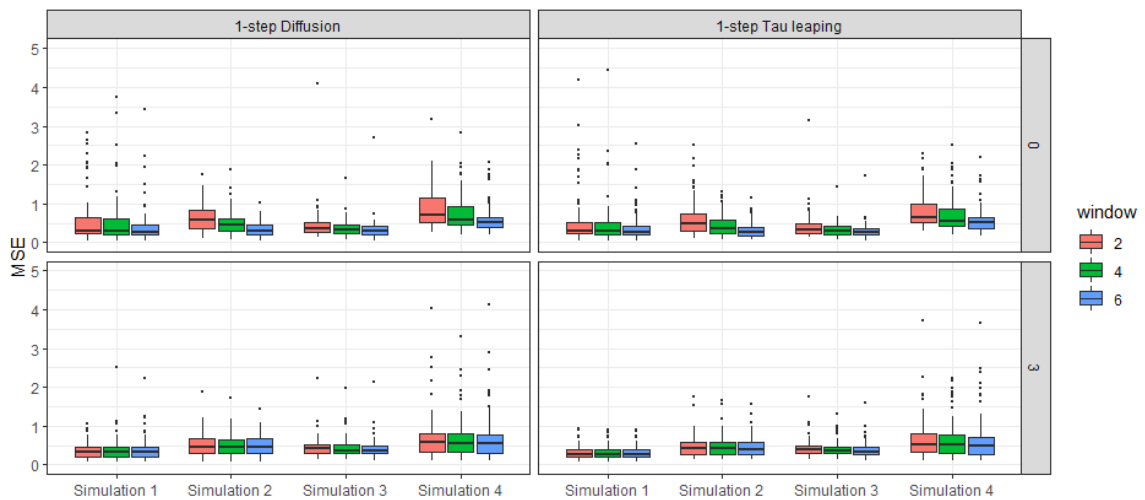 1-step Diffusion
1-step Tau leaping
5
4
3
2
1
0
0
MSE
5
4
3
2
1
0
3
Simulation 1
Simulation 2
Simulation 3
Simulation 4
Simulation 1
Simulation 2
Simulation 3
Simulation 4
window
2
4
6